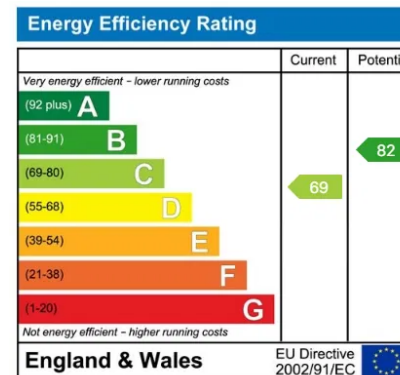 Energy Efficiency Rating
Current Potenti
Very energy efficient – lower running costs
(92 plus) A
(81-91) B
82
(69-80) C
69
(55-68) D
(39-54) E
(21-38) F
(1-20) G
Not energy efficient – higher running costs
England & Wales
EU Directive
2002/91/EC